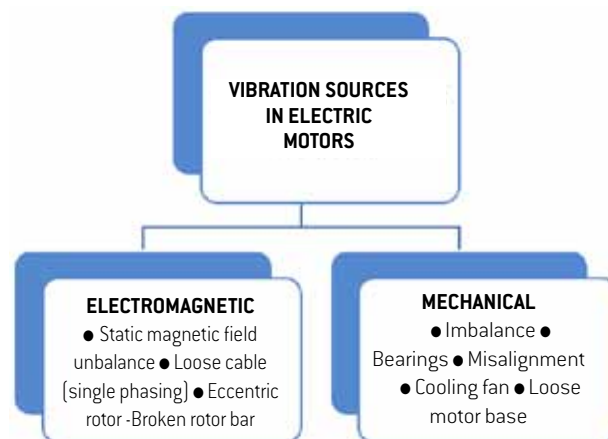 VIBRATION SOURCES
IN ELECTRIC
MOTORS
ELECTROMAGNETIC
● Static magnetic field
unbalance ● Loose cable
(single phasing) ● Eccentric
rotor -Broken rotor bar
MECHANICAL
● Imbalance ●
Bearings ● Misalignment
● Cooling fan ● Loose
motor base